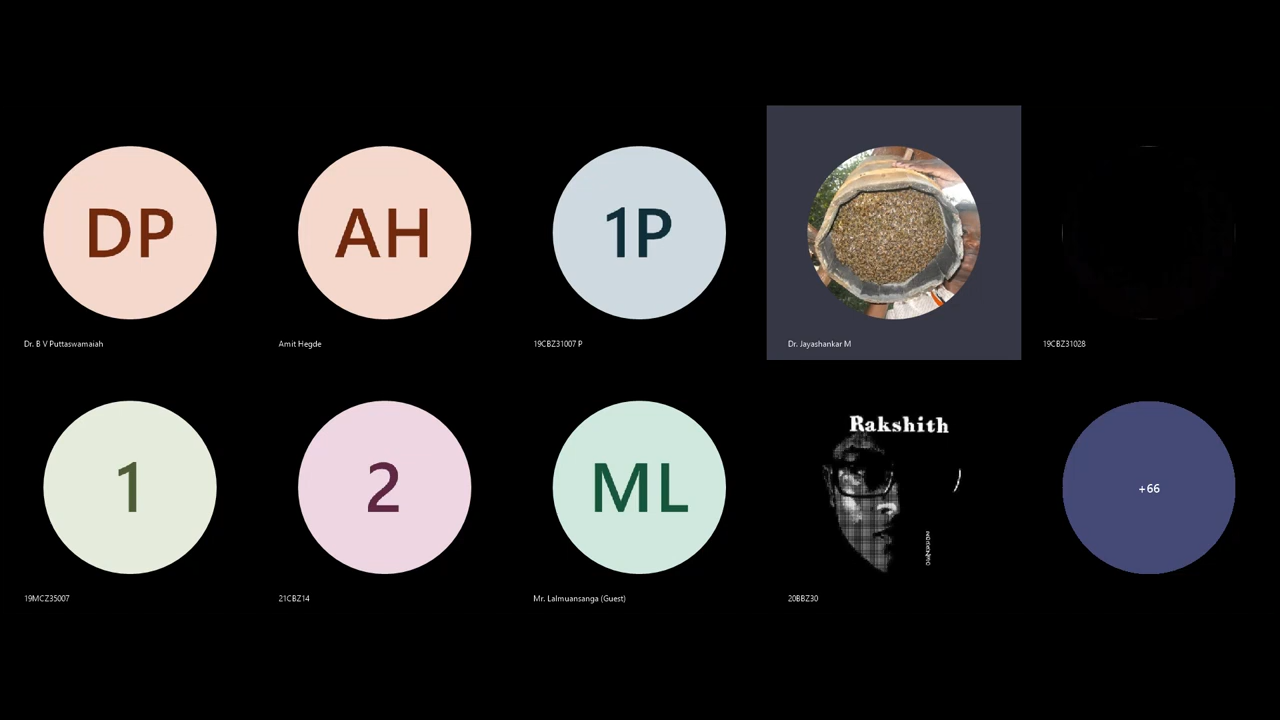 DP
AH
1P
Dr. B V Puttaswamaiah
Amit Hegde
19CBZ31007 P
Dr. Jayashankar M
19CBZ31028
Rakshith
1
2
ML
+66
19MCZ35007
21CBZ14
Mr. Lalmuansanga (Guest)
20BBZ30